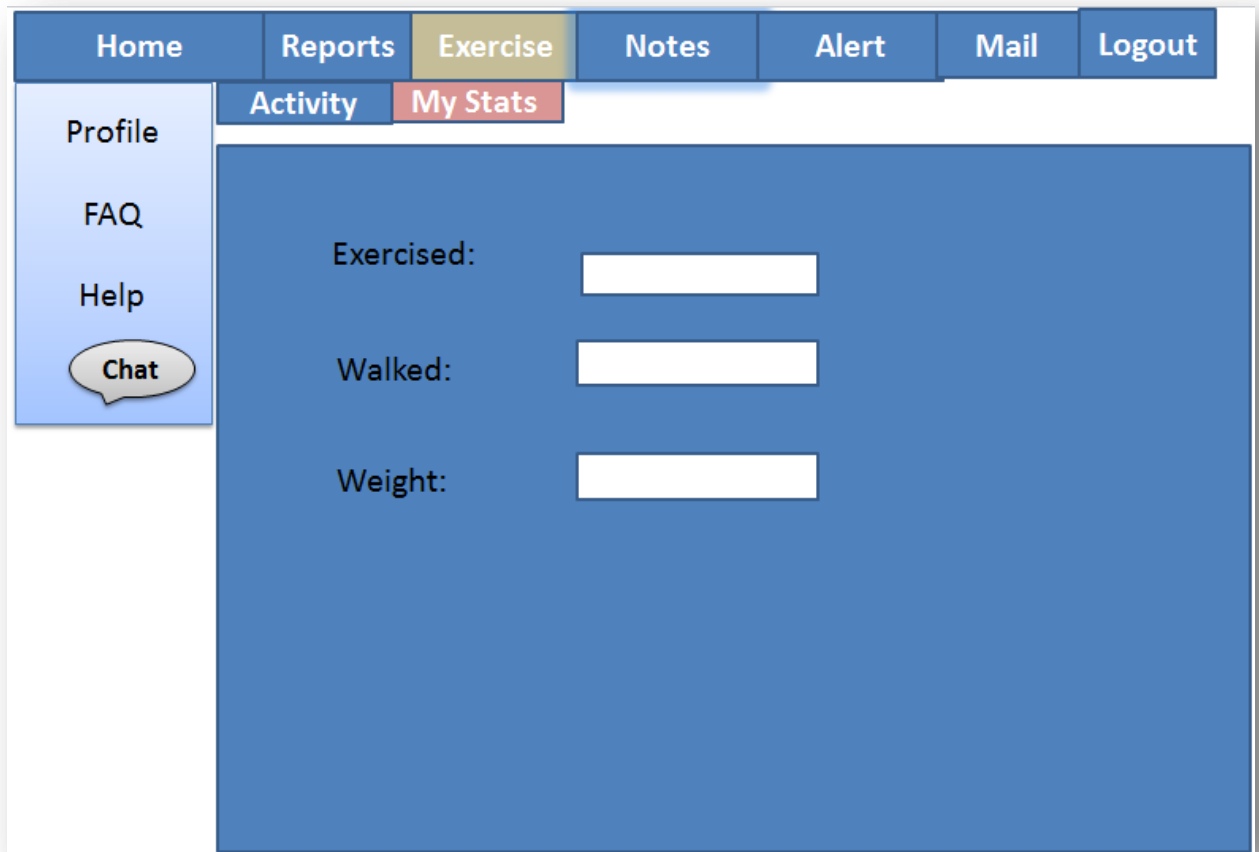 Home Reports Exercise Notes Alert Mail Logout
Activity My Stats
Profile
FAQ
Help
Chat
Exercised:
Walked:
Weight: